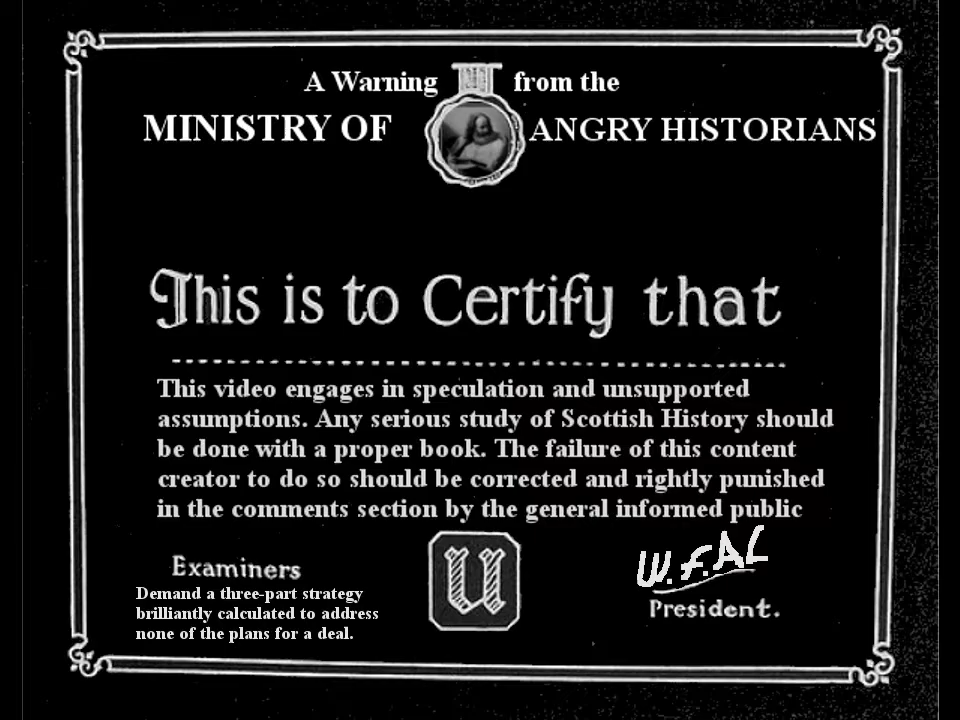 A Warning from the
MINISTRY OF ANGRY HISTORIANS
This is to Certify that
This video engages in speculation and unsupported
assumptions. Any serious study of Scottish History should
be done with a proper book. The failure of this content
creator to do so should be corrected and rightly punished
in the comments section by the general informed public
Examiners
Demand a three-part strategy
brilliantly calculated to address
none of the plans for a deal.
U
W.F.AL
President.